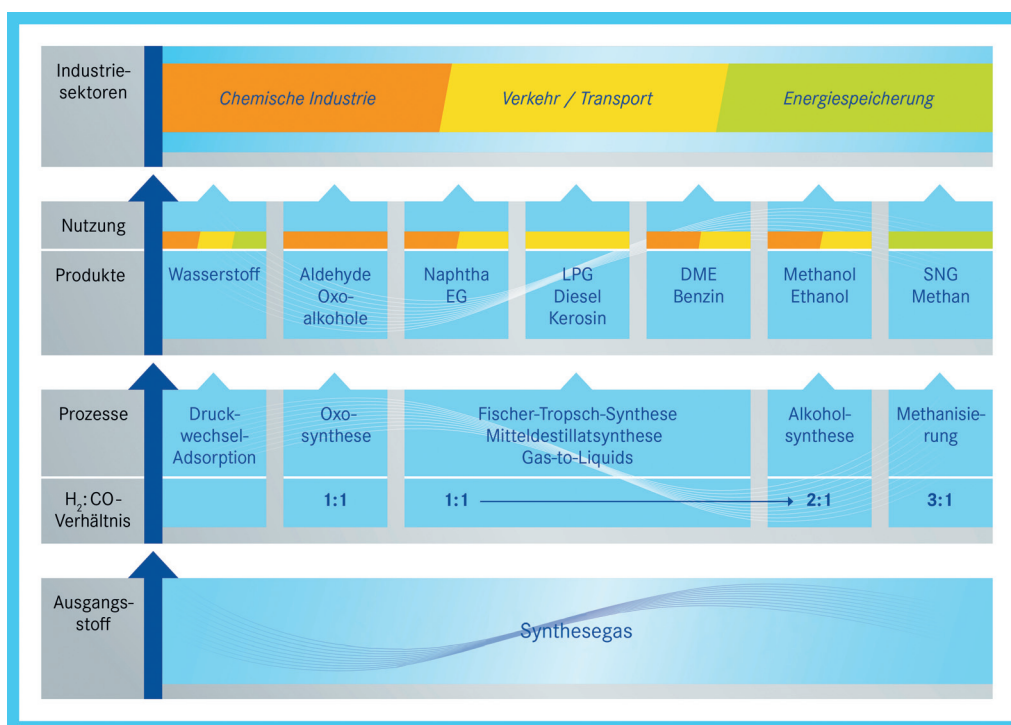 Industrie-
sektoren
Chemische Industrie
Verkehr / Transport
Energiespeicherung
Nutzung
Produkte
Wasserstoff
Aldehyde
Oxo-
alkohole
Naphtha
EG
LPG
Diesel
Kerosin
DME
Benzin
Methanol
Ethanol
SNG
Methan
Prozesse
Druck-
wechsel-
Adsorption
Oxo-
synthese
Fischer-Tropsch-Synthese
Mitteldestillatsynthese
Gas-to-Liquids
Alkohol-
synthese
Methanisie-
rung
H₂:CO-
Verhältnis
1:1
1:1
2:1
3:1
Ausgangs-
stoff
Synthesegas